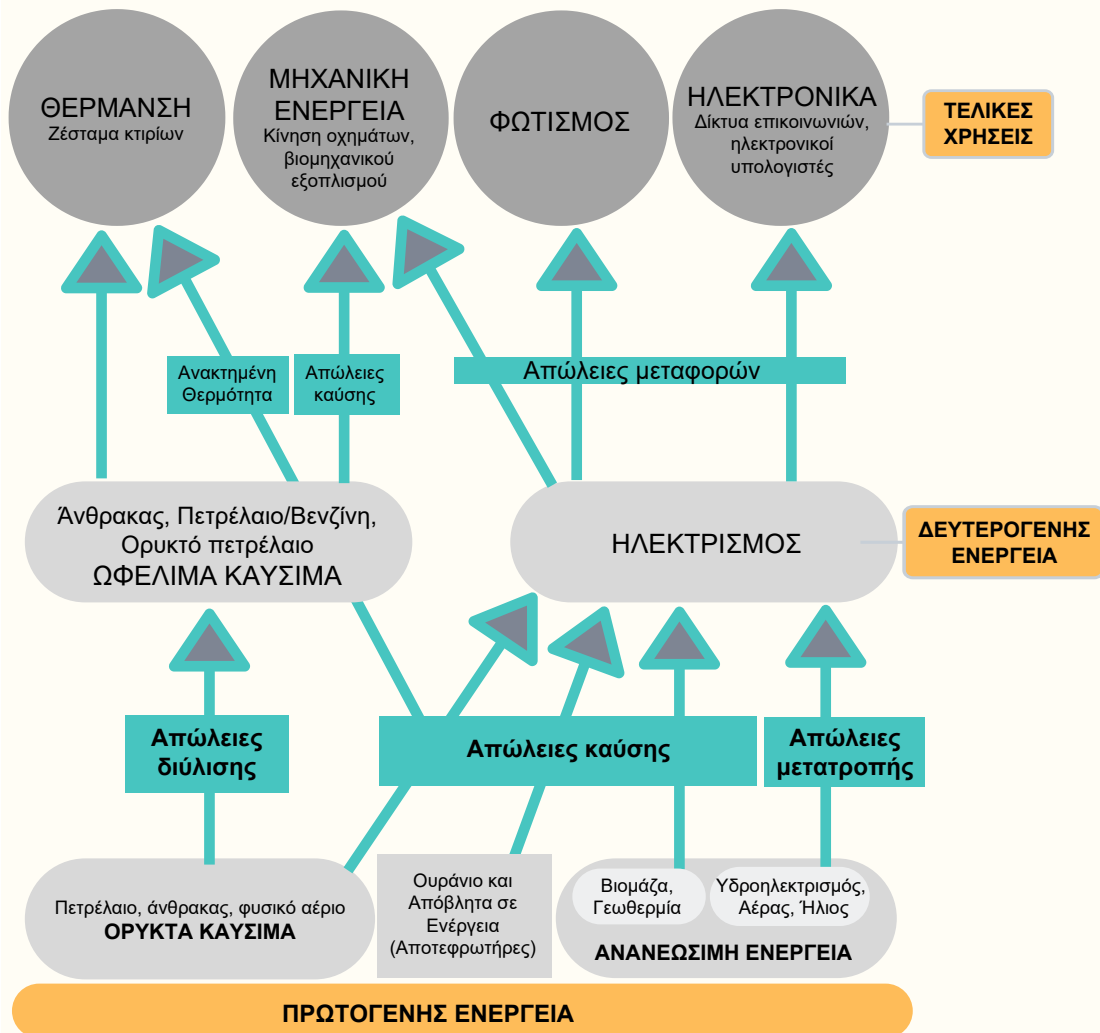 ΘΕΡΜΑΝΣΗ
Ζέσταμα κτιρίων
ΜΗΧΑΝΙΚΗ
ΕΝΕΡΓΕΙΑ
Κίνηση οχημάτων,
βιομηχανικού
εξοπλισμού
ΦΩΤΙΣΜΟΣ
ΗΛΕΚΤΡΟΝΙΚΑ
Δίκτυα επικοινωνιών,
ηλεκτρονικοί
υπολογιστές
ΤΕΛΙΚΕΣ
ΧΡΗΣΕΙΣ
Ανακτημένη
Θερμότητα
Απώλειες
καύσης
Απώλειες μεταφορών
Άνθρακας, Πετρέλαιο/Βενζίνη,
Ορυκτό πετρέλαιο
ΩΦΕΛΙΜΑ ΚΑΥΣΙΜΑ
ΗΛΕΚΤΡΙΣΜΟΣ
ΔΕΥΤΕΡΟΓΕΝΗΣ
ΕΝΕΡΓΕΙΑ
Απώλειες
διύλισης
Απώλειες καύσης
Απώλειες
μετατροπής
Πετρέλαιο, άνθρακας, φυσικό αέριο
ΟΡΥΚΤΑ ΚΑΥΣΙΜΑ
Ουράνιο και
Απόβλητα σε
Ενέργεια
(Αποτεφρωτήρες)
Βιομάζα,
Γεωθερμία
Υδροηλεκτρισμός,
Αέρας, Ήλιος
ΑΝΑΝΕΩΣΙΜΗ ΕΝΕΡΓΕΙΑ
ΠΡΩΤΟΓΕΝΗΣ ΕΝΕΡΓΕΙΑ